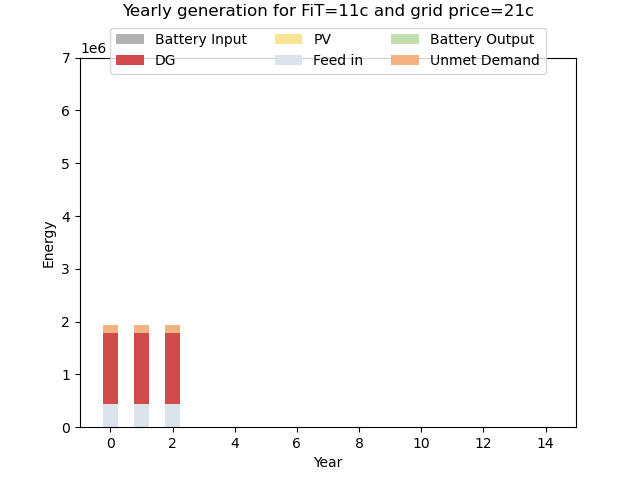 Yearly generation for FiT=11c and grid price=21c
1e6
Battery Input PV Battery Output
DG Feed in Unmet Demand
7
6
5
4
3
2
1
0
Energy
0 2 4 6 8 10 12 14
Year